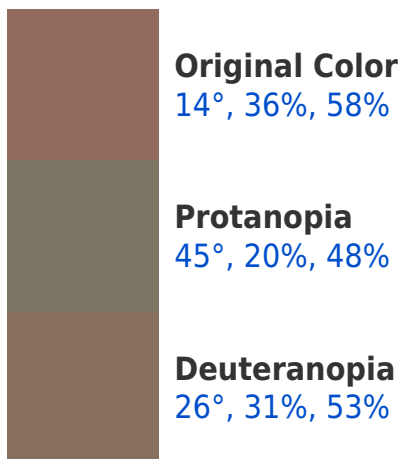 Original Color
14°, 36%, 58%
Protanopia
45°, 20%, 48%
Deuteranopia
26°, 31%, 53%